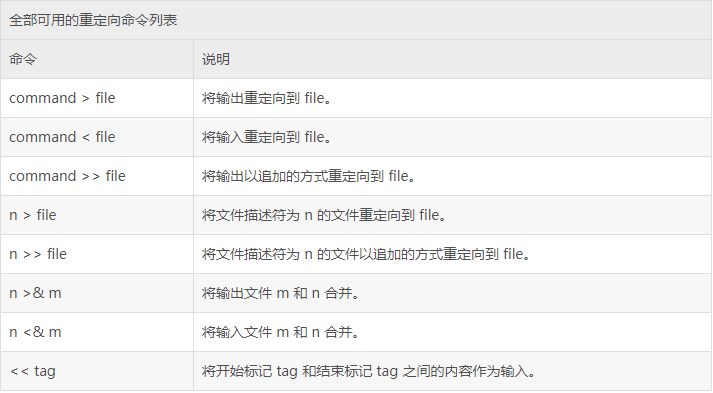 全部可用的重定向命令列表
命令 说明
command > file 将输出重定向到 file。
command < file 将输入重定向到 file。
command >> file 将输出以追加的方式重定向到 file。
n > file 将文件描述符为 n 的文件重定向到 file。
n >> file 将文件描述符为 n 的文件以追加的方式重定向到 file。
n >& m 将输出文件 m 和 n 合并。
n <& m 将输入文件 m 和 n 合并。
<< tag 将开始标记 tag 和结束标记 tag 之间的内容作为输入。